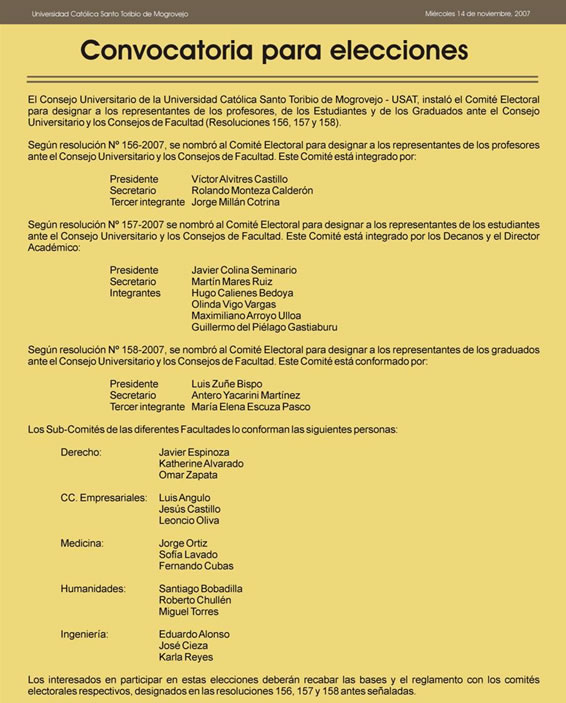 Universidad Católica Santo Toribio de Mogrovejo
Miércoles 14 de noviembre, 2007
Convocatoria para elecciones
El Consejo Universitario de la Universidad Católica Santo Toribio de Mogrovejo - USAT, instaló el Comité Electoral
para designar a los representantes de los profesores, de los Estudiantes y de los Graduados ante el Consejo
Universitario y los Consejos de Facultad (Resoluciones 156, 157 y 158).
Según resolución Nº 156-2007, se nombró al Comité Electoral para designar a los representantes de los profesores
ante el Consejo Universitario y los Consejos de Facultad. Este Comité está integrado por:
Presidente Víctor Alvitres Castillo
Secretario Rolando Monteza Calderón
Tercer integrante Jorge Millán Cotrina
Según resolución Nº 157-2007 se nombró al Comité Electoral para designar a los representantes de los estudiantes
ante el Consejo Universitario y los Consejos de Facultad. Este Comité está integrado por los Decanos y el Director
Académico:
Presidente Javier Colina Seminario
Secretario Martín Mares Ruiz
Integrantes Hugo Calienes Bedoya
Olinda Vigo Vargas
Maximiliano Arroyo Ulloa
Guillermo del Piélago Gastiaburu
Según resolución Nº 158-2007, se nombró al Comité Electoral para designar a los representantes de los graduados
ante el Consejo Universitario y los Consejos de Facultad. Este Comité está conformado por:
Presidente Luis Zuñe Bispo
Secretario Antero Yacarini Martínez
Tercer integrante María Elena Escuza Pasco
Los Sub-Comités de las diferentes Facultades lo conforman las siguientes personas:
Derecho: Javier Espinoza
Katherine Alvarado
Omar Zapata
CC. Empresariales: Luis Angulo
Jesús Castillo
Leoncio Oliva
Medicina: Jorge Ortiz
Sofía Lavado
Fernando Cubas
Humanidades: Santiago Bobadilla
Roberto Chullén
Miguel Torres
Ingeniería: Eduardo Alonso
José Cieza
Karla Reyes
Los interesados en participar en estas elecciones deberán recabar las bases y el reglamento con los comités
electorales respectivos, designados en las resoluciones 156, 157 y 158 antes señaladas.